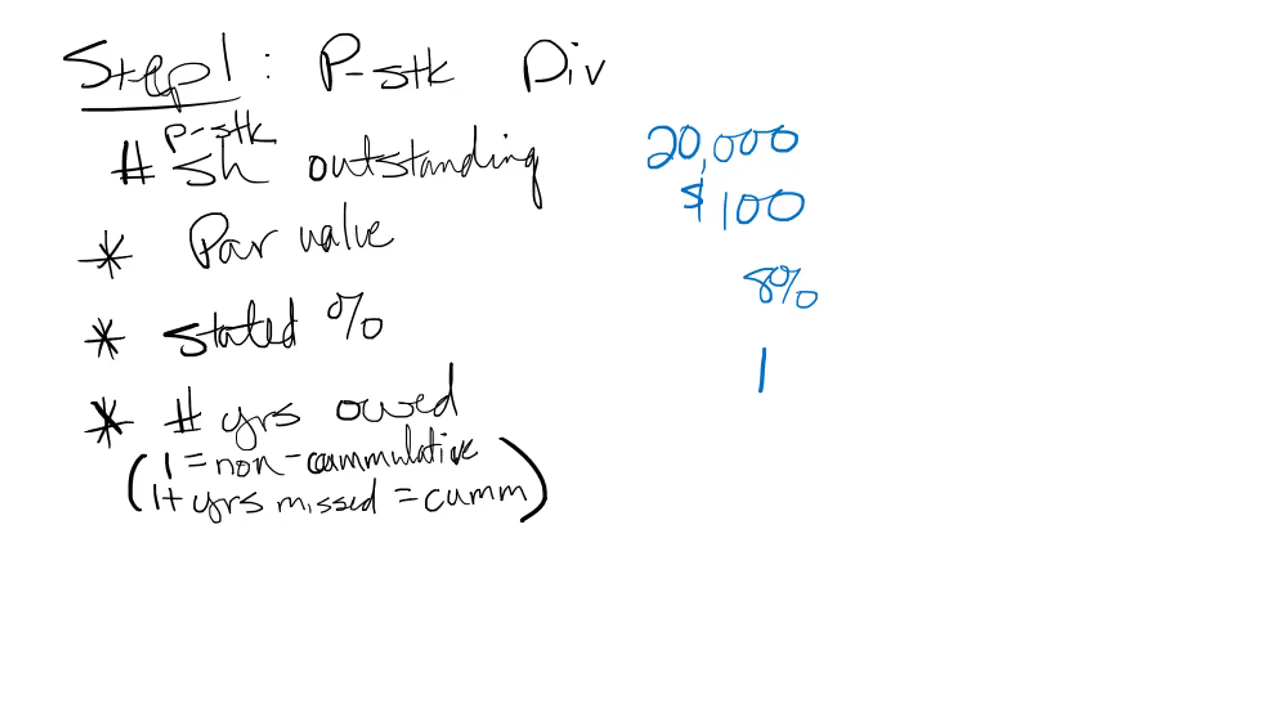 Step 1 : P-stk Div
p-stk
# sh outstanding 20,000
* Par value $100
* stated % 8%
* # yrs owed 1
(1 = non-cummulative
1+ yrs missed = cumm)